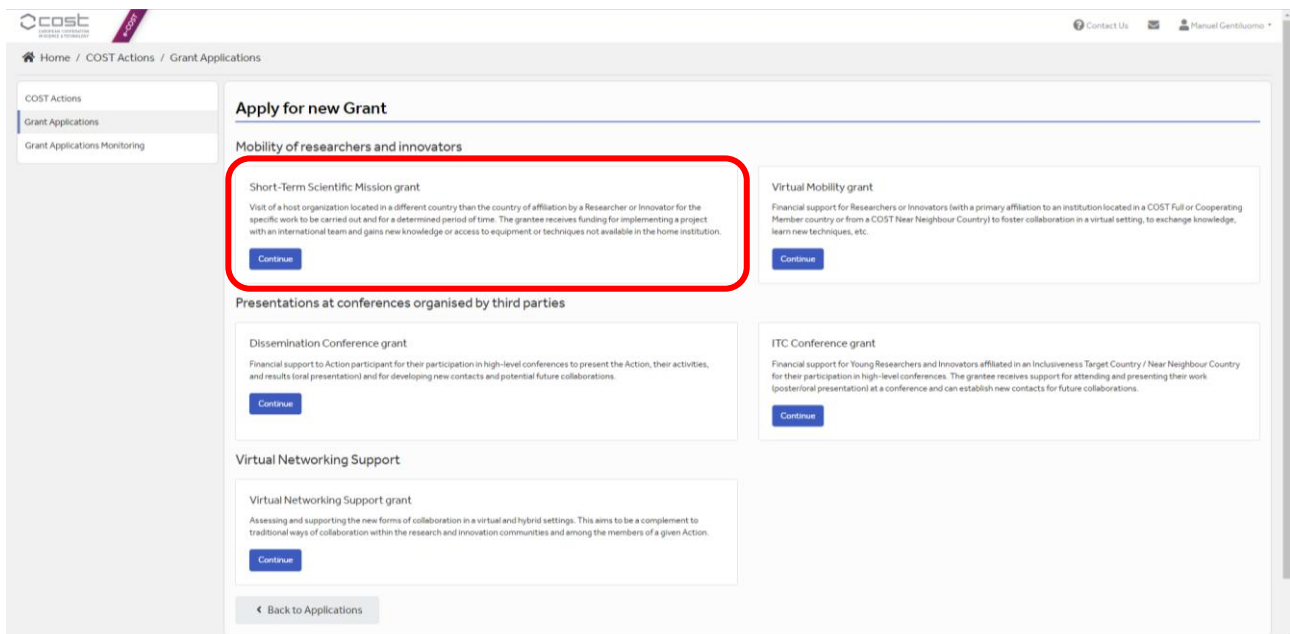 cost
EUROPEAN COOPERATION
IN SCIENCE & TECHNOLOGY
e-COST
Contact Us
Manuel Gentiluomo
Home / COST Actions / Grant Applications
COST Actions
Grant Applications
Grant Applications Monitoring
Apply for new Grant
Mobility of researchers and innovators
Short-Term Scientific Mission grant
Visit of a host organization located in a different country than the country of affiliation by a Researcher or Innovator for the
specific work to be carried out and for a determined period of time. The grantee receives funding for implementing a project
with an international team and gains new knowledge or access to equipment or techniques not available in the home institution.
Continue
Virtual Mobility grant
Financial support for Researchers or Innovators (with a primary affiliation to an institution located in a COST Full or Cooperating
Member country or from a COST Near Neighbour Country) to foster collaboration in a virtual setting, to exchange knowledge,
learn new techniques, etc.
Continue
Presentations at conferences organised by third parties
Dissemination Conference grant
Financial support to Action participant for their participation in high-level conferences to present the Action, their activities,
and results (oral presentation) and for developing new contacts and potential future collaborations.
Continue
ITC Conference grant
Financial support for Young Researchers and Innovators affiliated in an Inclusiveness Target Country / Near Neighbour Country
for their participation in high-level conferences. The grantee receives support for attending and presenting their work
(poster/oral presentation) at a conference and can establish new contacts for future collaborations.
Continue
Virtual Networking Support
Virtual Networking Support grant
Assessing and supporting the new forms of collaboration in a virtual and hybrid settings. This aims to be a complement to
traditional ways of collaboration within the research and innovation communities and among the members of a given Action.
Continue
Back to Applications